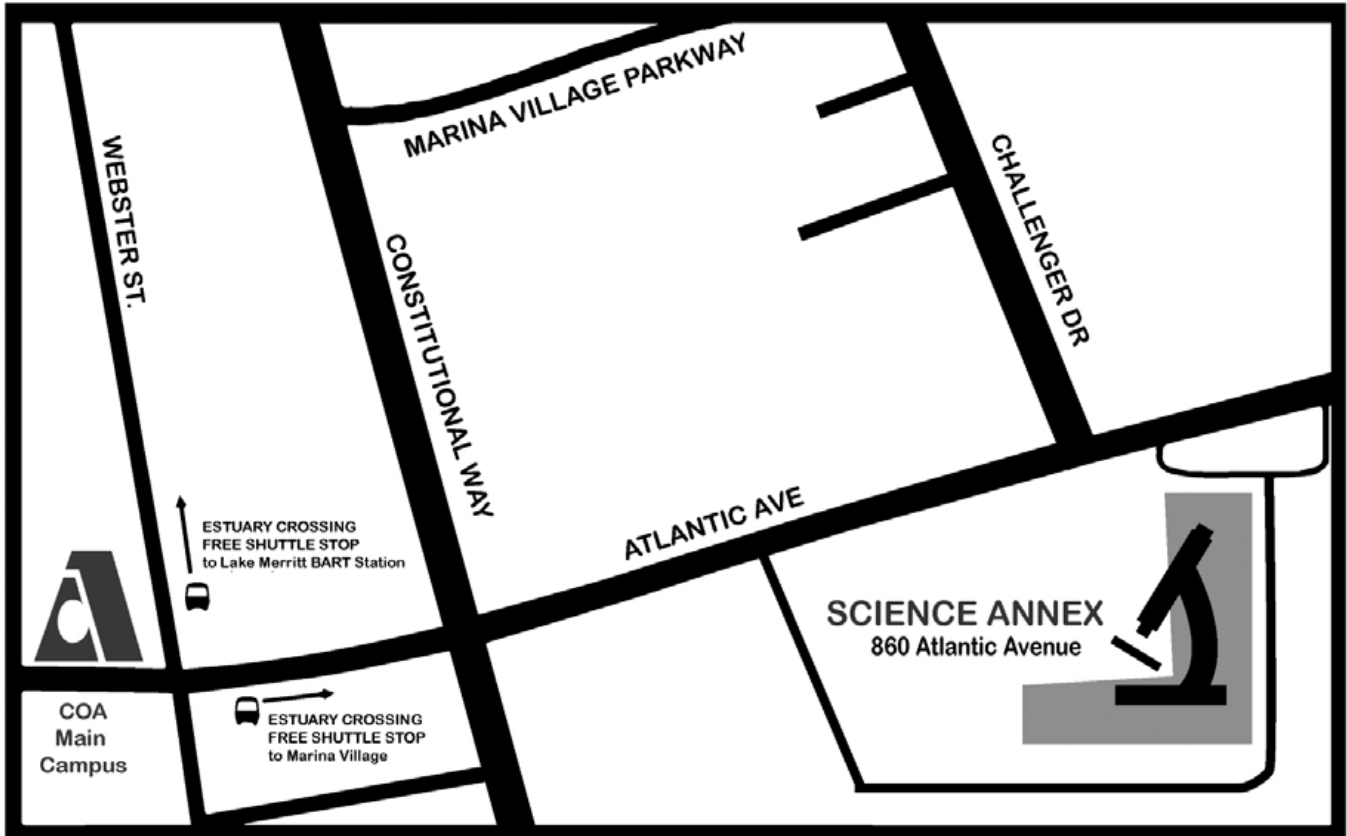 MARINA VILLAGE PARKWAY
WEBSTER ST.
CHALLENGER DR
CONSTITUTIONAL WAY
ATLANTIC AVE
ESTUARY CROSSING
FREE SHUTTLE STOP
to Lake Merritt BART Station
SCIENCE ANNEX
860 Atlantic Avenue
COA
Main
Campus
ESTUARY CROSSING
FREE SHUTTLE STOP
to Marina Village